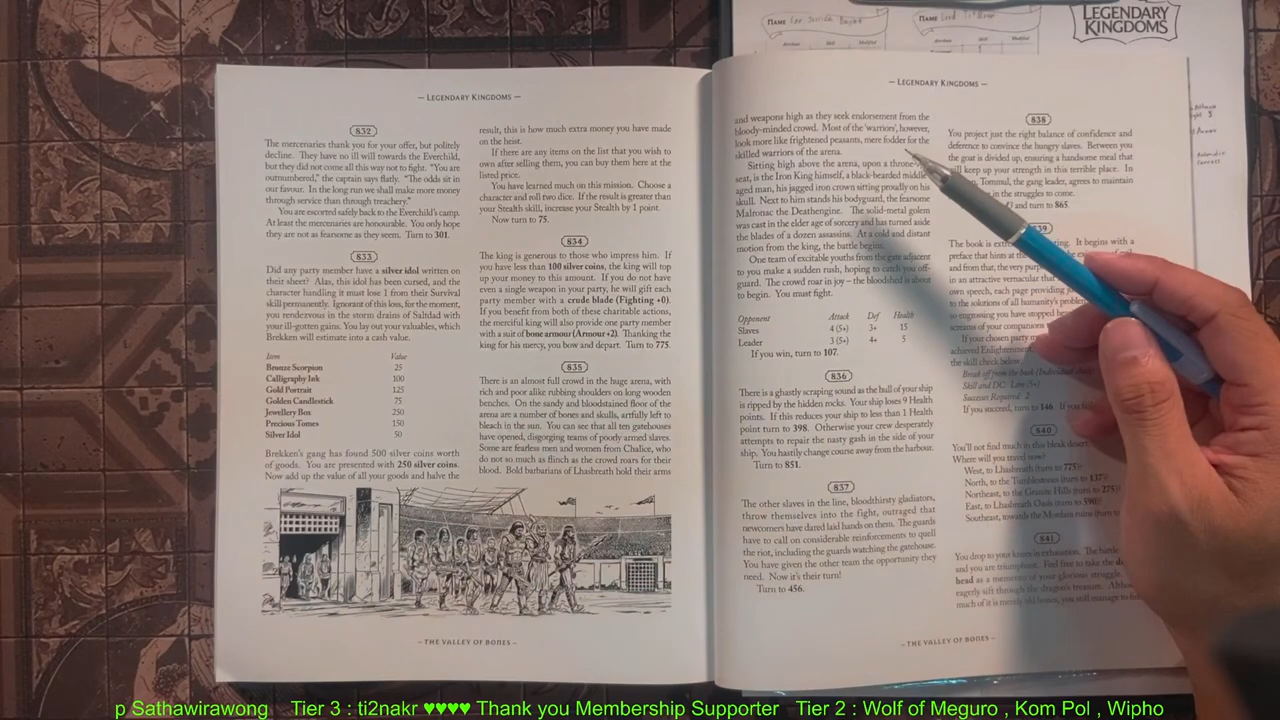 LEGENDARY
KINGDOMS
NAME
NAME Lord
– LEGENDARY KINGDOMS –
832
The mercenaries thank you for your offer, but politely
decline. They have no ill will towards the Everchild,
but they did not come all this way not to fight. "You are
outnumbered," the captain says flatly. "The odds sit in
our favour. In the long run we shall make more money
through service than through treachery."
You are escorted safely back to the Everchild's camp.
At least the mercenaries are honourable. You only hope
they are not as fearsome as they seem. Turn to 301.
833
Did any party member have a silver idol written on
their sheet? Alas, this idol has been cursed, and the
character handling it must lose 1 from their Survival
skill permanently. Ignorant of this loss, for the moment,
you rendezvous in the storm drains of Saltdad with
your ill-gotten gains. You lay out your valuables, which
Brekken will estimate into a cash value.
Item Value
Bronze Scorpion 25
Calligraphy Ink 100
Gold Portrait 125
Golden Candlestick 75
Jewellery Box 250
Precious Tomes 150
Silver Idol 50
Brekken's gang has found 500 silver coins worth
of goods. You are presented with 250 silver coins.
Now add up the value of all your goods and halve the
result, this is how much extra money you have made
on the heist.
If there are any items on the list that you wish to
own after selling them, you can buy them here at the
listed price.
You have learned much on this mission. Choose a
character and roll two dice. If the result is greater than
your Stealth skill, increase your Stealth by 1 point.
Now turn to 75.
834
The king is generous to those who impress him. If
you have less than 100 silver coins, the king will top
up your money to this amount. If you do not have
even a single weapon in your party, he will gift each
party member with a crude blade (Fighting +0).
If you benefit from both of these charitable actions,
the merciful king will also provide one party member
with a suit of bone armour (Armour +2). Thanking the
king for his mercy, you bow and depart. Turn to 775.
835
There is an almost full crowd in the huge arena, with
rich and poor alike rubbing shoulders on long wooden
benches. On the sandy and bloodstained floor of the
arena are a number of bones and skulls, artfully left to
bleach in the sun. You can see that all ten gatehouses
have opened, disgorging teams of poorly armed slaves.
Some are fearless men and women from Chalice, who
do not so much as flinch as the crowd roars for their
blood. Bold barbarians of Lhasbreath hold their arms
– THE VALLEY OF BONES –
– LEGENDARY KINGDOMS –
and weapons high as they seek endorsement from the
bloody-minded crowd. Most of the 'warriors', however,
look more like frightened peasants, mere fodder for the
skilled warriors of the arena.
Sitting high above the arena, upon a throne-
seat, is the Iron King himself, a black-bearded middle
aged man, his jagged iron crown sitting proudly on his
skull. Next to him stands his bodyguard, the fearsome
Malronac the Deathengine. The solid-metal golem
was cast in the elder age of sorcery and has turned aside
the blades of a dozen assassins. At a cold and distant
motion from the king, the battle begins.
One team of excitable youths from the gate adjacent
to you make a sudden rush, hoping to catch you off-
guard. The crowd roar in joy – the bloodshed is about
to begin. You must fight.
Opponent Attack Def Health
Slaves 4 (5+) 3+ 15
Leader 3 (5+) 4+ 5
If you win, turn to 107.
836
There is a ghastly scraping sound as the hull of your ship
is ripped by the hidden rocks. Your ship loses 9 Health
points. If this reduces your ship to less than 1 Health
point turn to 398. Otherwise your crew desperately
attempts to repair the nasty gash in the side of your
ship. You hastily change course away from the harbour.
Turn to 851.
837
The other slaves in the line, bloodthirsty gladiators,
throw themselves into the fight, outraged that
newcomers have dared laid hands on them. The guards
have to call on considerable reinforcements to quell
the riot, including the guards watching the gatehouse.
You have given the other team the opportunity they
need. Now it's their turn!
Turn to 456.
838
You project just the right balance of confidence and
deference to convince the hungry slaves. Between you
the goat is divided up, ensuring a handsome meal that
will keep up your strength in this terrible place. In
Tommul, the gang leader, agrees to maintain
in the struggles to come.
and turn to 865.
839
The book is It begins with a
preface that hints at
and from that, the very
in an attractive vernacular that
own speech, each page providing
to the solutions of all humanity's
so engrossing you have stopped
screams of your companions
If your chosen party
achieved Enlightenment
the skill check below
Break off from the book (Individual
Skill and DC: Lore (5+)
Successes Required: 2
If you succeed, turn to 146. If you
840
You'll not find much in this bleak desert.
Where will you travel now?
West, to Lhasbreath (turn to 775)?
North, to the Tumblestones (turn to 137)?
Northeast, to the Granite Hills (turn to 275)?
East, to Lhasbreath Oasis (turn to 590)?
Southeast, towards the Mordain ruins (turn to
841
You drop to your knees in exhaustion. The battle
and you are triumphant. Feel free to take the
head as a memento of your glorious struggle.
eagerly sift through the dragon's treasure.
much of it is merely old bones, you still manage to
– THE VALLEY OF BONES –
p Sathawirawong Tier 3 : ti2nakr ♥♥♥♥ Thank you Membership Supporter Tier 2 : Wolf of Meguro , Kom Pol , Wipho